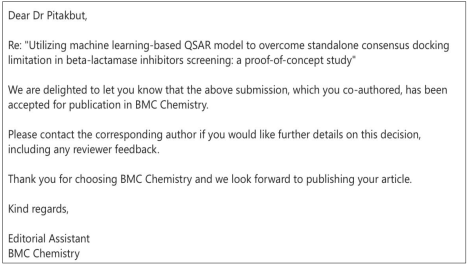 Dear Dr Pitakbut,
Re: "Utilizing machine learning-based QSAR model to overcome standalone consensus docking
limitation in beta-lactamase inhibitors screening: a proof-of-concept study"
We are delighted to let you know that the above submission, which you co-authored, has been
accepted for publication in BMC Chemistry.
Please contact the corresponding author if you would like further details on this decision,
including any reviewer feedback.
Thank you for choosing BMC Chemistry and we look forward to publishing your article.
Kind regards,
Editorial Assistant
BMC Chemistry